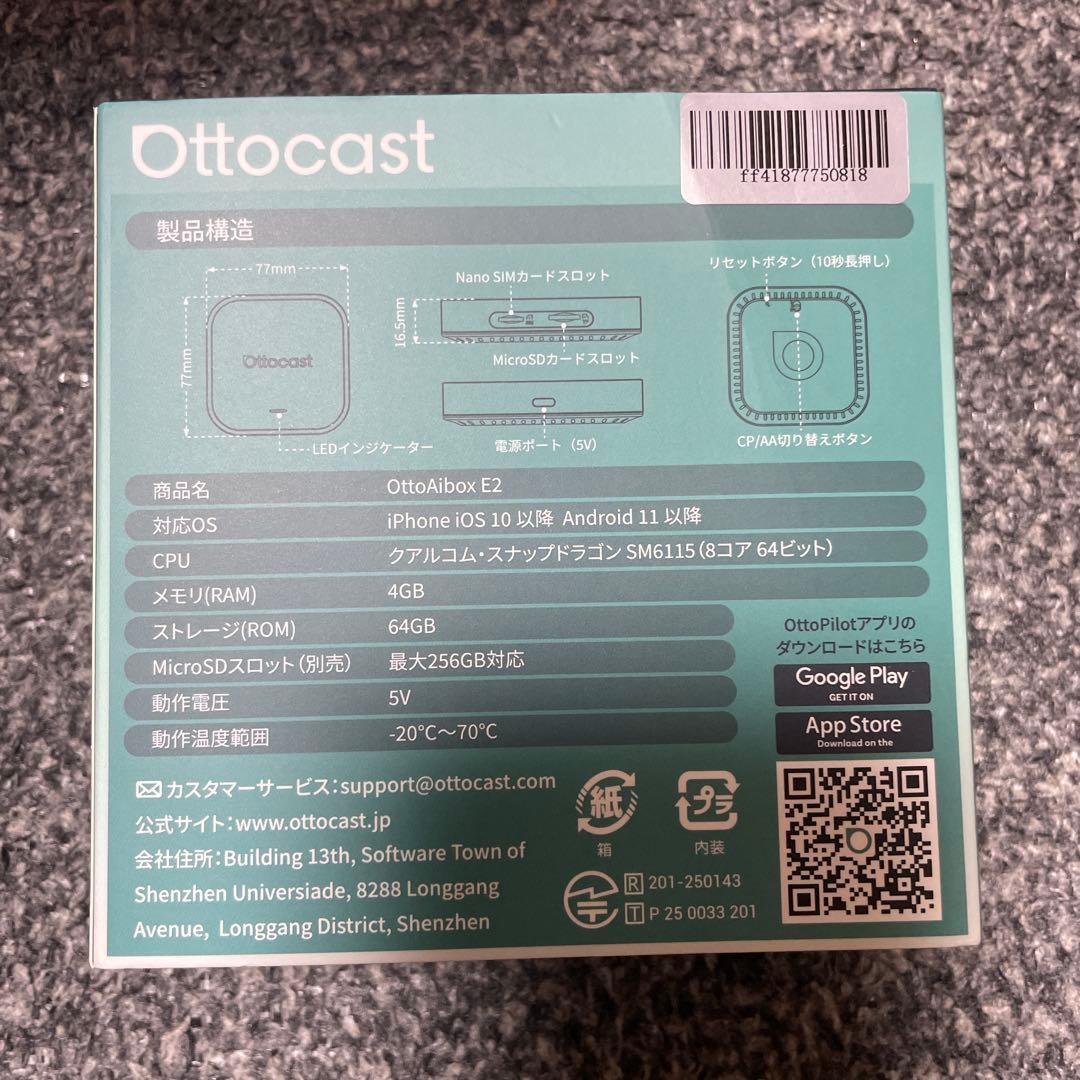 Ottocast
ff41877750818
製品構造
77mm
77mm
Ottocast
LEDインジケーター
Nano SIMカードスロット
16.5mm
MicroSDカードスロット
電源ポート（5V）
リセットボタン（10秒長押し）
CP/AA切り替えボタン
商品名 OttoAibox E2
対応OS iPhone iOS 10 以降 Android 11 以降
CPU クアルコム・スナップドラゴン SM6115（8コア 64ビット）
メモリ(RAM) 4GB
ストレージ(ROM) 64GB
MicroSDスロット（別売） 最大256GB対応
動作電圧 5V
動作温度範囲 -20°C～70°C
OttoPilotアプリの
ダウンロードはこちら
Google Play
GET IT ON
App Store
Download on the
カスタマーサービス：support@ottocast.com
公式サイト：www.ottocast.jp
会社住所：Building 13th, Software Town of
Shenzhen Universiade, 8288 Longgang
Avenue, Longgang District, Shenzhen
紙
箱
プラ
内装
R 201-250143
T P 25 0033 201